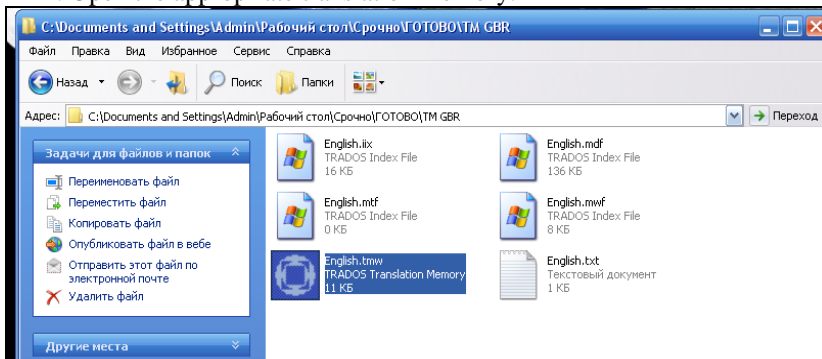 C:\Documents and Settings\Admin\Рабочий стол\Срочно\ГОТОВО\TM GBR
Файл Правка Вид Избранное Сервис Справка
Назад Поиск Папки
Адрес: C:\Documents and Settings\Admin\Рабочий стол\Срочно\ГОТОВО\TM GBR Переход
Задачи для файлов и папок
Переименовать файл
Переместить файл
Копировать файл
Опубликовать файл в вебе
Отправить этот файл по
электронной почте
Удалить файл
Другие места
English.iix
TRADOS Index File
16 КБ
English.mdf
TRADOS Index File
136 КБ
English.mtf
TRADOS Index File
0 КБ
English.mwf
TRADOS Index File
8 КБ
English.tmw
TRADOS Translation Memory
11 КБ
English.txt
Текстовый документ
1 КБ